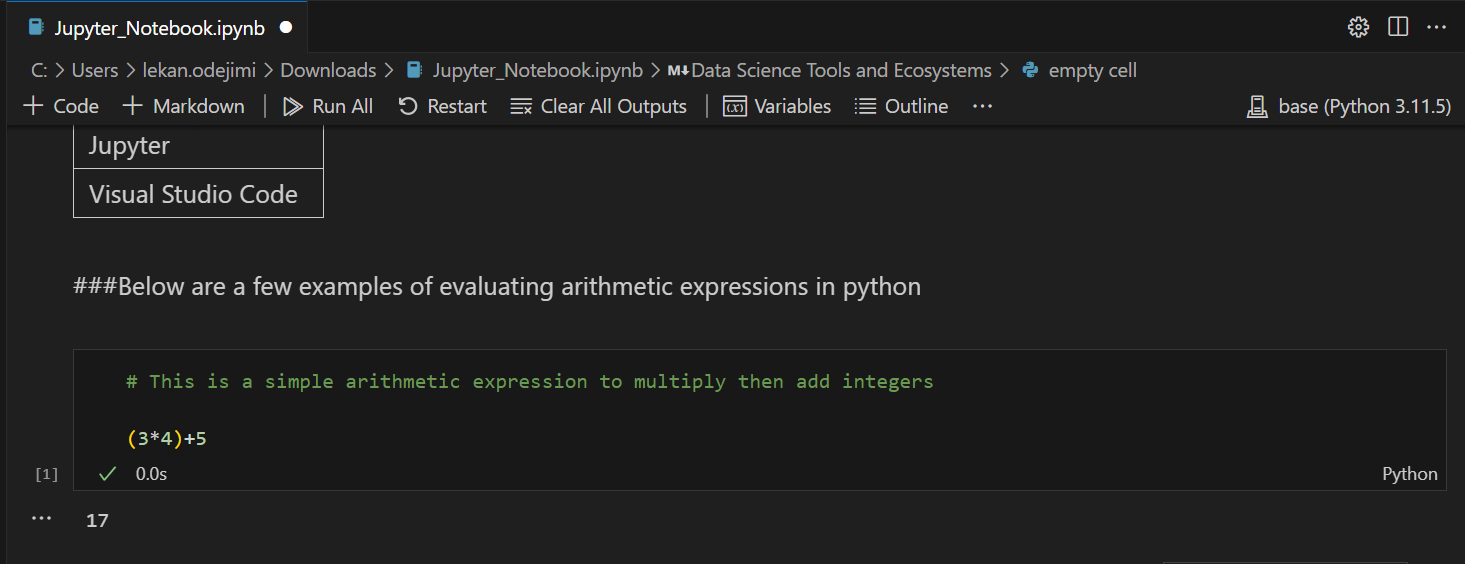 Jupyter_Notebook.ipynb
C: > Users > lekan.odejimi > Downloads > Jupyter_Notebook.ipynb > M↓Data Science Tools and Ecosystems > empty cell
+ Code + Markdown | Run All Restart Clear All Outputs | (x) Variables Outline ··· base (Python 3.11.5)
Jupyter
Visual Studio Code
###Below are a few examples of evaluating arithmetic expressions in python
# This is a simple arithmetic expression to multiply then add integers
(3*4)+5
[1] ✓ 0.0s Python
··· 17